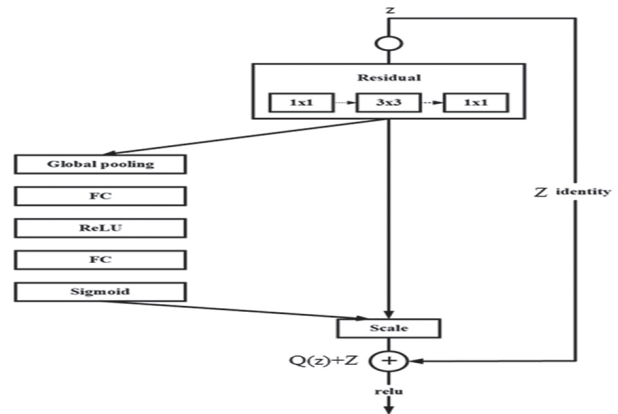 z
Residual
1x1 3x3 1x1
Global pooling
FC
Z identity
ReLU
FC
Sigmoid
Scale
Q(z)+Z +
relu